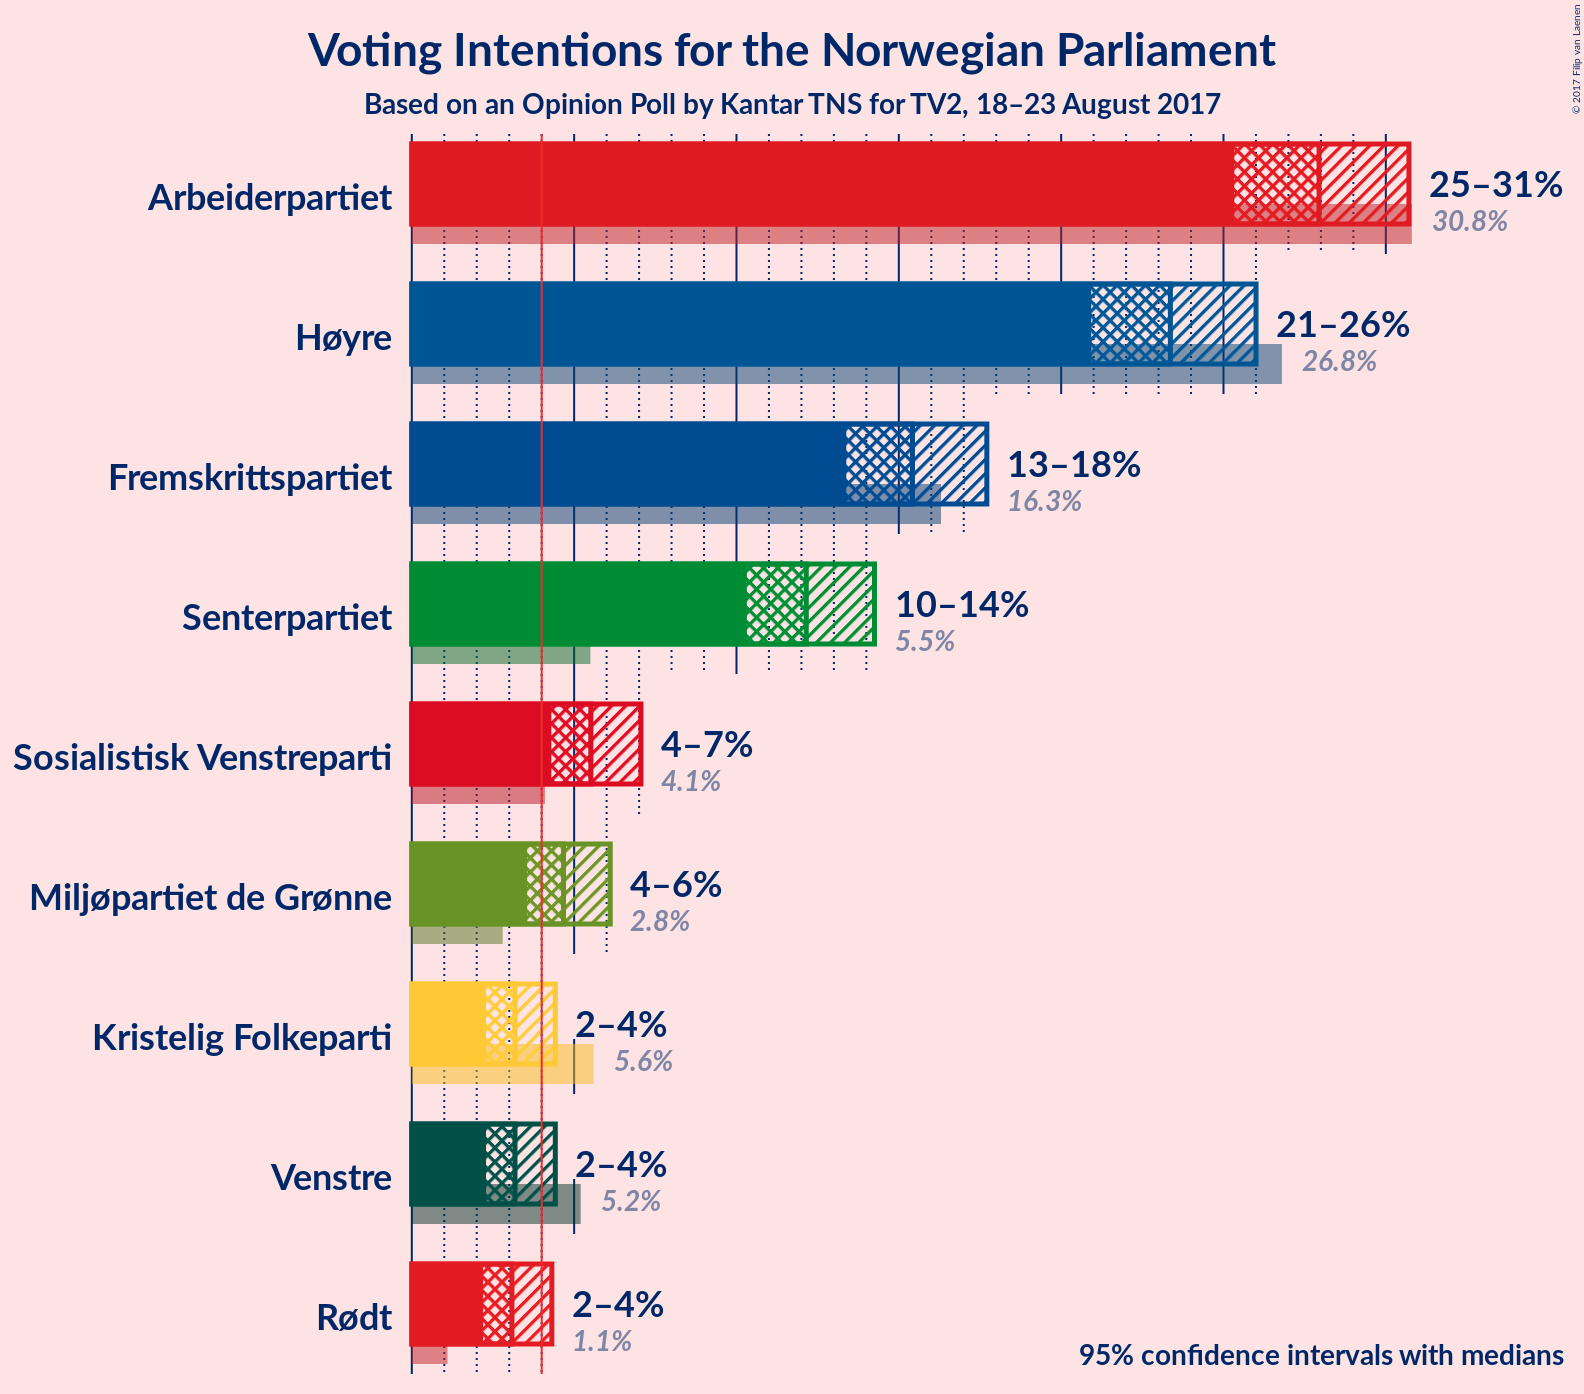 Voting Intentions for the Norwegian Parliament
Based on an Opinion Poll by Kantar TNS for TV2, 18–23 August 2017
© 2017 Filip van Laenen
Arbeiderpartiet
25–31%
30.8%
Høyre
21–26%
26.8%
Fremskrittspartiet
13–18%
16.3%
Senterpartiet
10–14%
5.5%
Sosialistisk Venstreparti
4–7%
4.1%
Miljøpartiet de Grønne
4–6%
2.8%
Kristelig Folkeparti
2–4%
5.6%
Venstre
2–4%
5.2%
Rødt
2–4%
1.1%
95% confidence intervals with medians